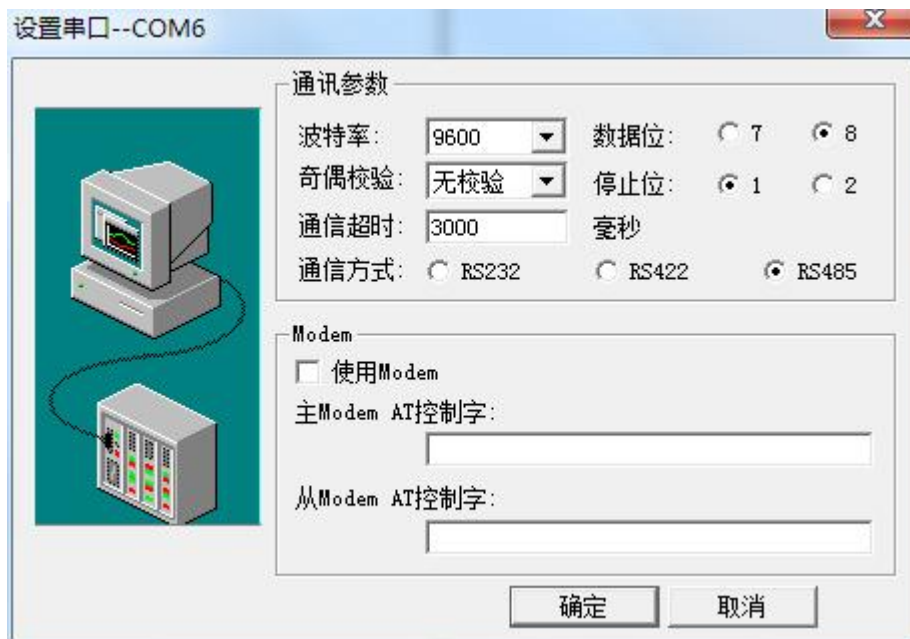 设置串口--COM6
通讯参数
波特率: 9600 数据位: 7 8
奇偶校验: 无校验 停止位: 1 2
通信超时: 3000 毫秒
通信方式: RS232 RS422 RS485
Modem
使用Modem
主Modem AT控制字:
从Modem AT控制字:
确定 取消